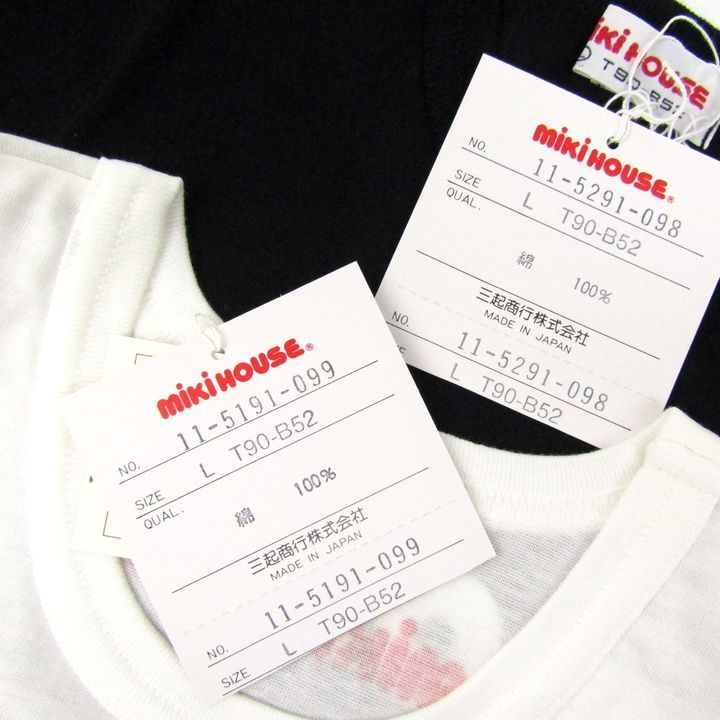 miKiHOUSE
T90-B52
miKiHOUSE®
NO. 11-5291-098
SIZE L T90-B52
QUAL.
綿 100%
三起商行株式会社
MADE IN JAPAN
NO. 11-5291-098
L T90-B52
miKiHOUSE®
NO. 11-5191-099
SIZE L T90-B52
QUAL.
綿 100%
三起商行株式会社
MADE IN JAPAN
NO. 11-5191-099
SIZE L T90-B52